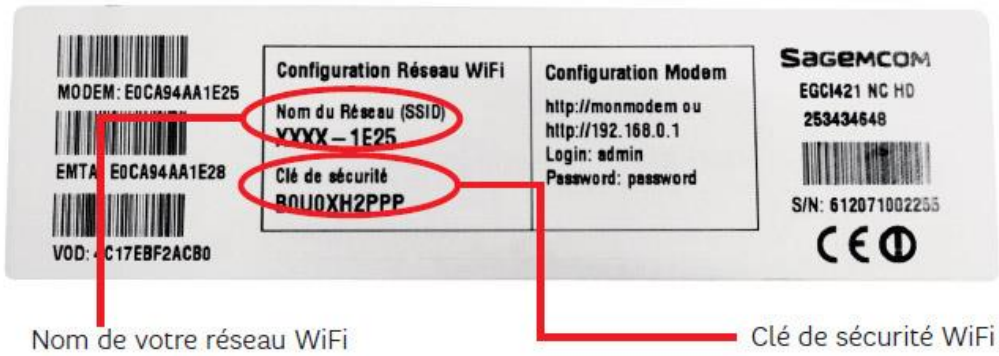 MODEM: E0CA94AA1E25
EMTA: E0CA94AA1E28
VOD: 4C17EBF2ACB0
Configuration Réseau WiFi
Nom du Réseau (SSID)
XXXX-1E25
Clé de sécurité
B0U0XH2PPP
Configuration Modem
http://monmodem ou
http://192.168.0.1
Login: admin
Password: password
SAGEMCOM
EGCI421 NC HD
253434648
S/N: 612071002255
CE
Nom de votre réseau WiFi
Clé de sécurité WiFi